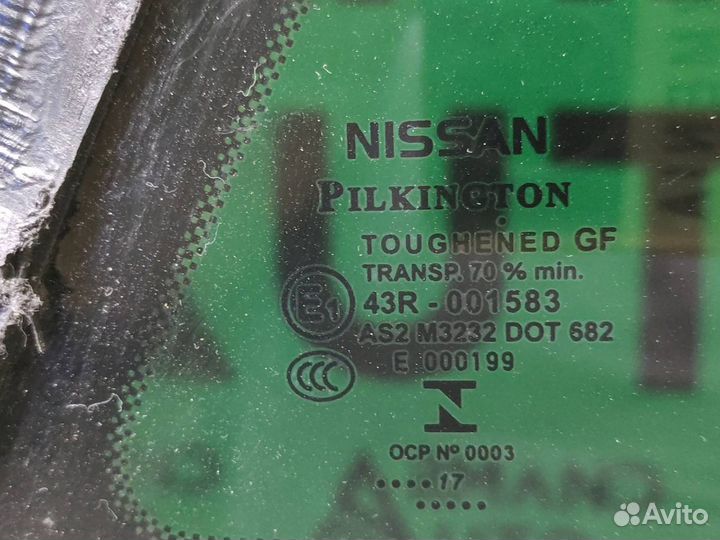 NISSAN
PILKINGTON
TOUGHENED GF
TRANSP. 70 % min.
E1 43R - 001583
AS2 M3232 DOT 682
E 000199
CCC
OCP Nº 0003
....17
.....
UT
Avito